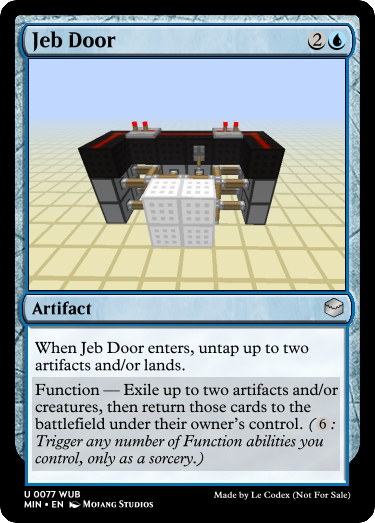 Jeb Door 2
Artifact
When Jeb Door enters, untap up to two
artifacts and/or lands.
Function — Exile up to two artifacts and/or
creatures, then return those cards to the
battlefield under their owner's control. ( 6 :
Trigger any number of Function abilities you
control, only as a sorcery.)
U 0077 WUB
MIN • EN Mojang Studios
Made by Le Codex (Not For Sale)